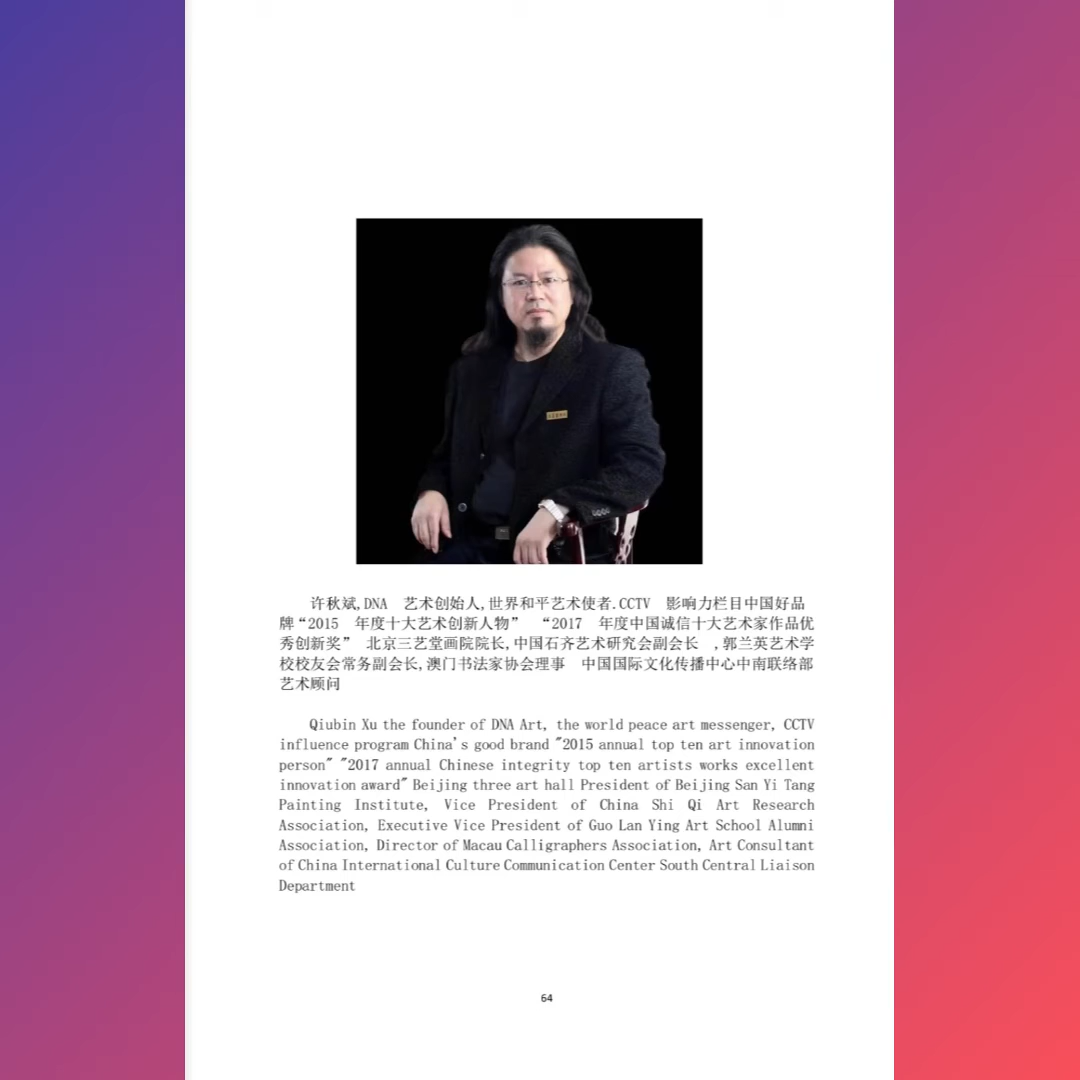 许秋斌,DNA 艺术创始人,世界和平艺术使者.CCTV 影响力栏目中国好品
牌“2015 年度十大艺术创新人物” “2017 年度中国诚信十大艺术家作品优
秀创新奖” 北京三艺堂画院院长,中国石齐艺术研究会副会长 ,郭兰英艺术学
校校友会常务副会长,澳门书法家协会理事 中国国际文化传播中心中南联络部
艺术顾问
Qiubin Xu the founder of DNA Art, the world peace art messenger, CCTV
influence program China's good brand "2015 annual top ten art innovation
person" "2017 annual Chinese integrity top ten artists works excellent
innovation award" Beijing three art hall President of Beijing San Yi Tang
Painting Institute, Vice President of China Shi Qi Art Research
Association, Executive Vice President of Guo Lan Ying Art School Alumni
Association, Director of Macau Calligraphers Association, Art Consultant
of China International Culture Communication Center South Central Liaison
Department
64